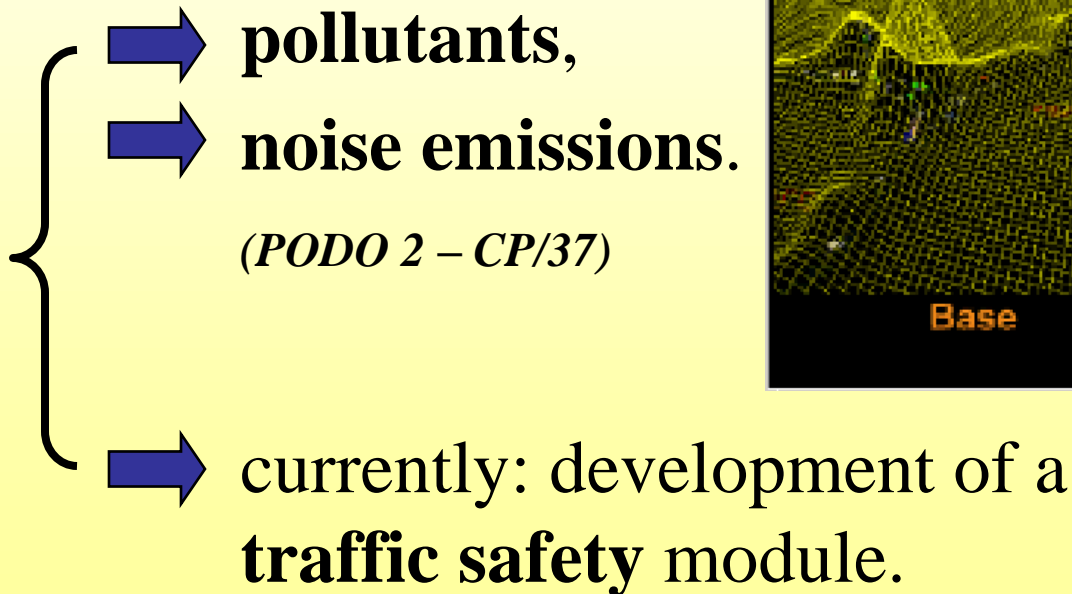 pollutants,
noise emissions.
(PODO 2 – CP/37)
Base
currently: development of a
traffic safety module.